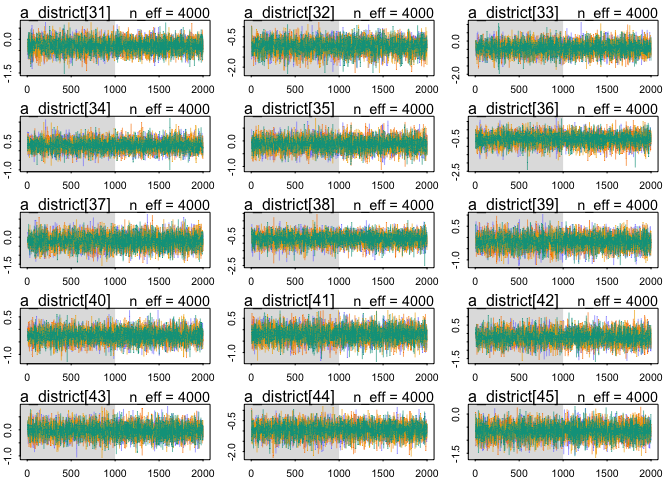 a_district[31] n_eff = 4000 a_district[32] n_eff = 4000 a_district[33] n_eff = 4000
0.0 -0.5
-1.5 -2.0 -2.0
0 500 1000 1500 2000 0 500 1000 1500 2000 0 500 1000 1500 2000
a_district[34] n_eff = 4000 a_district[35] n_eff = 4000 a_district[36] n_eff = 4000
0.5 0.0 -0.5
-1.0 -1.0 -2.5
0 500 1000 1500 2000 0 500 1000 1500 2000 0 500 1000 1500 2000
a_district[37] n_eff = 4000 a_district[38] n_eff = 4000 a_district[39] n_eff = 4000
0.0 -0.5 0.5
-1.5 -2.5 -1.0
0 500 1000 1500 2000 0 500 1000 1500 2000 0 500 1000 1500 2000
a_district[40] n_eff = 4000 a_district[41] n_eff = 4000 a_district[42] n_eff = 4000
0.5 0.5 0.5
-1.0 -1.0 -1.5
0 500 1000 1500 2000 0 500 1000 1500 2000 0 500 1000 1500 2000
a_district[43] n_eff = 4000 a_district[44] n_eff = 4000 a_district[45] n_eff = 4000
0.0 -0.5 0.0
-1.0 -2.0 -1.5
0 500 1000 1500 2000 0 500 1000 1500 2000 0 500 1000 1500 2000